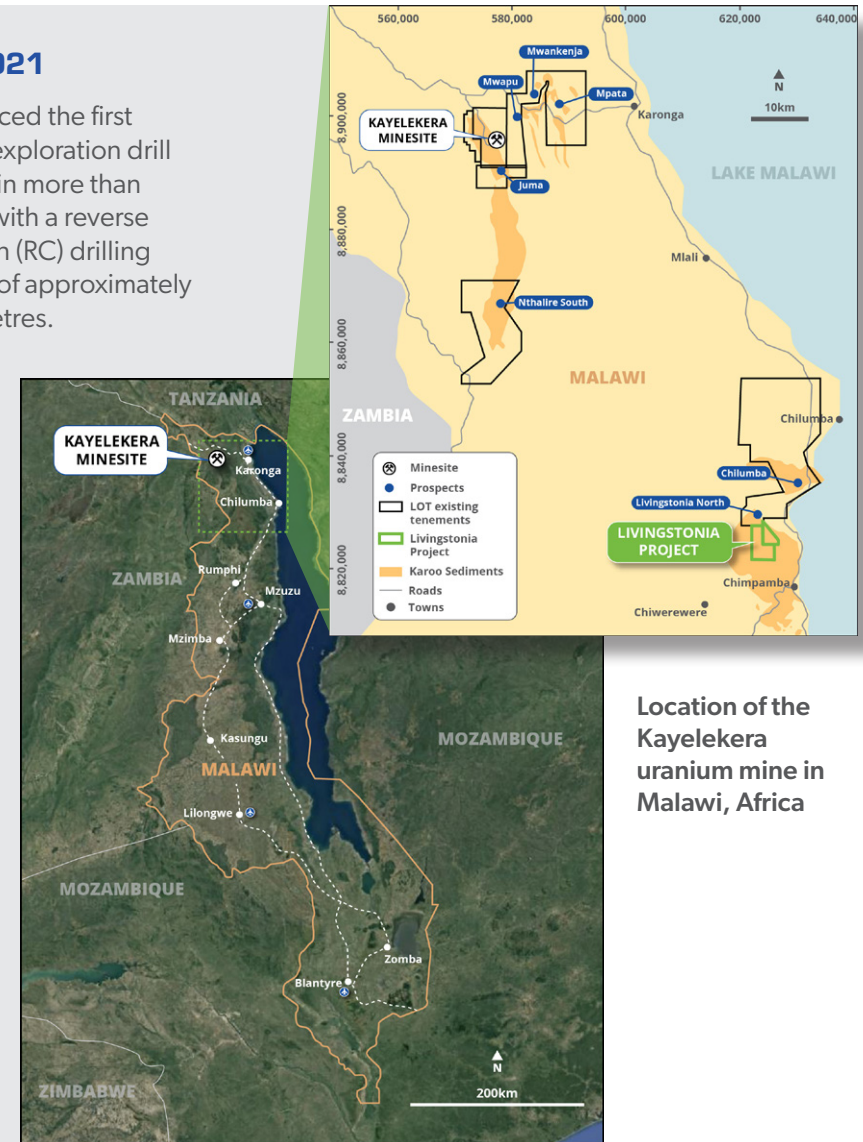 021
ced the first
exploration drill
in more than
with a reverse
n (RC) drilling
of approximately
etres.
560,000
580,000
600,000
620,000
640,000
8,900,000
8,880,000
8,860,000
8,840,000
8,820,000
Mwankenja
Mwapu
Mpata
KAYELEKERA
MINESITE
Karonga
N
10km
LAKE MALAWI
Juma
Mlali
Nthalire South
MALAWI
ZAMBIA
Chilumba
Chilumba
Livingstonia North
LIVINGSTONIA
PROJECT
Chimpamba
Chiwerewere
Minesite
Prospects
LOT existing
tenements
Livingstonia
Project
Karoo Sediments
Roads
Towns
TANZANIA
KAYELEKERA
MINESITE
Karonga
Chilumba
ZAMBIA
Rumphi
Mzuzu
Mzimba
Kasungu
MALAWI
MOZAMBIQUE
Lilongwe
MOZAMBIQUE
Zomba
Blantyre
N
200km
ZIMBABWE
Location of the
Kayelekera
uranium mine in
Malawi, Africa